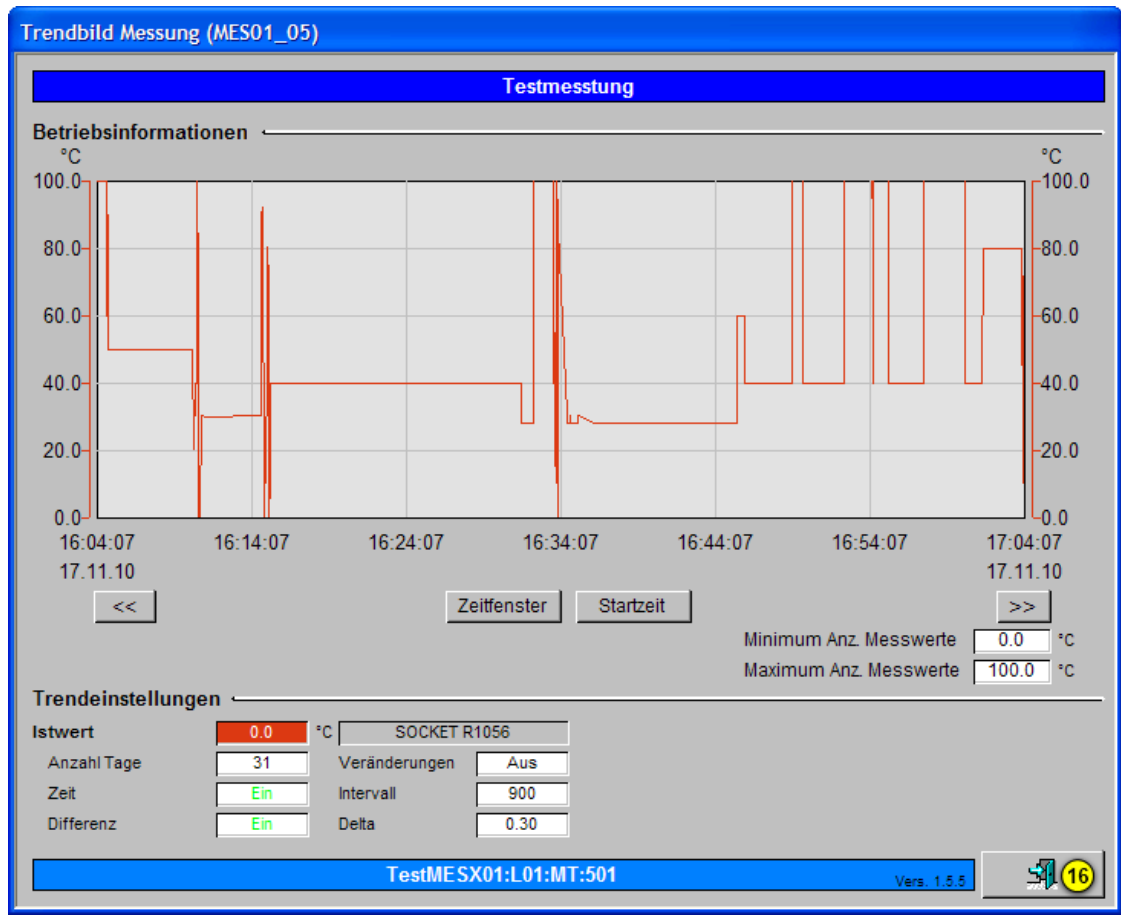 Trendbild Messung (MES01_05)
Testmesstung
Betriebsinformationen
°C °C
100.0 100.0
80.0 80.0
60.0 60.0
40.0 40.0
20.0 20.0
0.0 0.0
16:04:07 16:14:07 16:24:07 16:34:07 16:44:07 16:54:07 17:04:07
17.11.10 17.11.10
<< Zeitfenster Startzeit >>
Minimum Anz. Messwerte 0.0 °C
Maximum Anz. Messwerte 100.0 °C
Trendeinstellungen
Istwert 0.0 °C SOCKET R1056
Anzahl Tage 31 Veränderungen Aus
Zeit Ein Intervall 900
Differenz Ein Delta 0.30
TestMESX01:L01:MT:501 Vers. 1.5.5 16